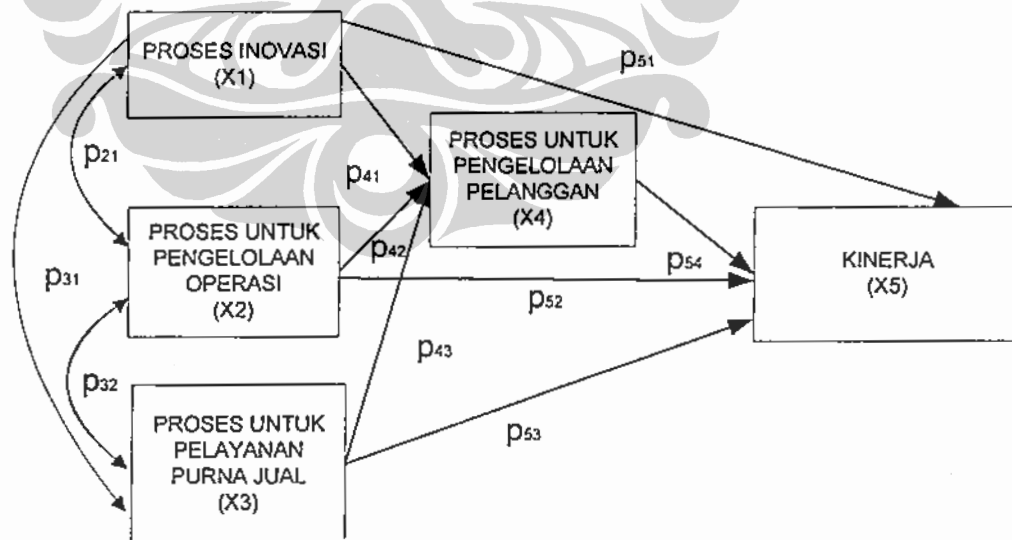 PROSES INOVASI
(X1)
p51
PROSES UNTUK
PENGELOLAAN
PELANGGAN
(X4)
p21
p41
PROSES UNTUK
PENGELOLAAN
OPERASI
(X2)
p42
p31
p54
p52
KINERJA
(X5)
p43
p32
PROSES UNTUK
PELAYANAN
PURNA JUAL
(X3)
p53